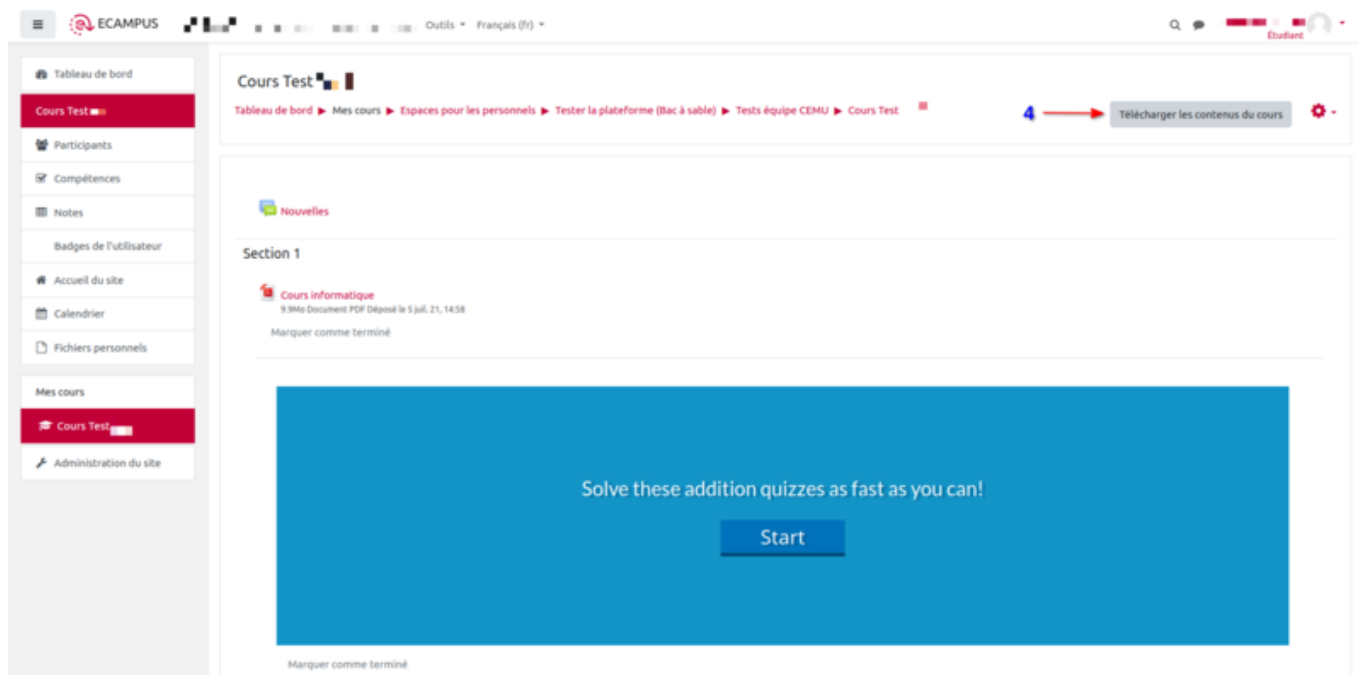 ECAMPUS Outils Français (fr)
Étudiant
Tableau de bord
Cours Test
Participants
Compétences
Notes
Badges de l'utilisateur
Accueil du site
Calendrier
Fichiers personnels
Mes cours
Cours Test
Administration du site
Cours Test
Tableau de bord ▶ Mes cours ▶ Espaces pour les personnels ▶ Tester la plateforme (Bac à sable) ▶ Tests équipe CEMU ▶ Cours Test
4
Télécharger les contenus du cours
Nouvelles
Section 1
Cours informatique
9.9Mo Document PDF Déposé le 5 juil. 21, 14:58
Marquer comme terminé
Solve these addition quizzes as fast as you can!
Start
Marquer comme terminé